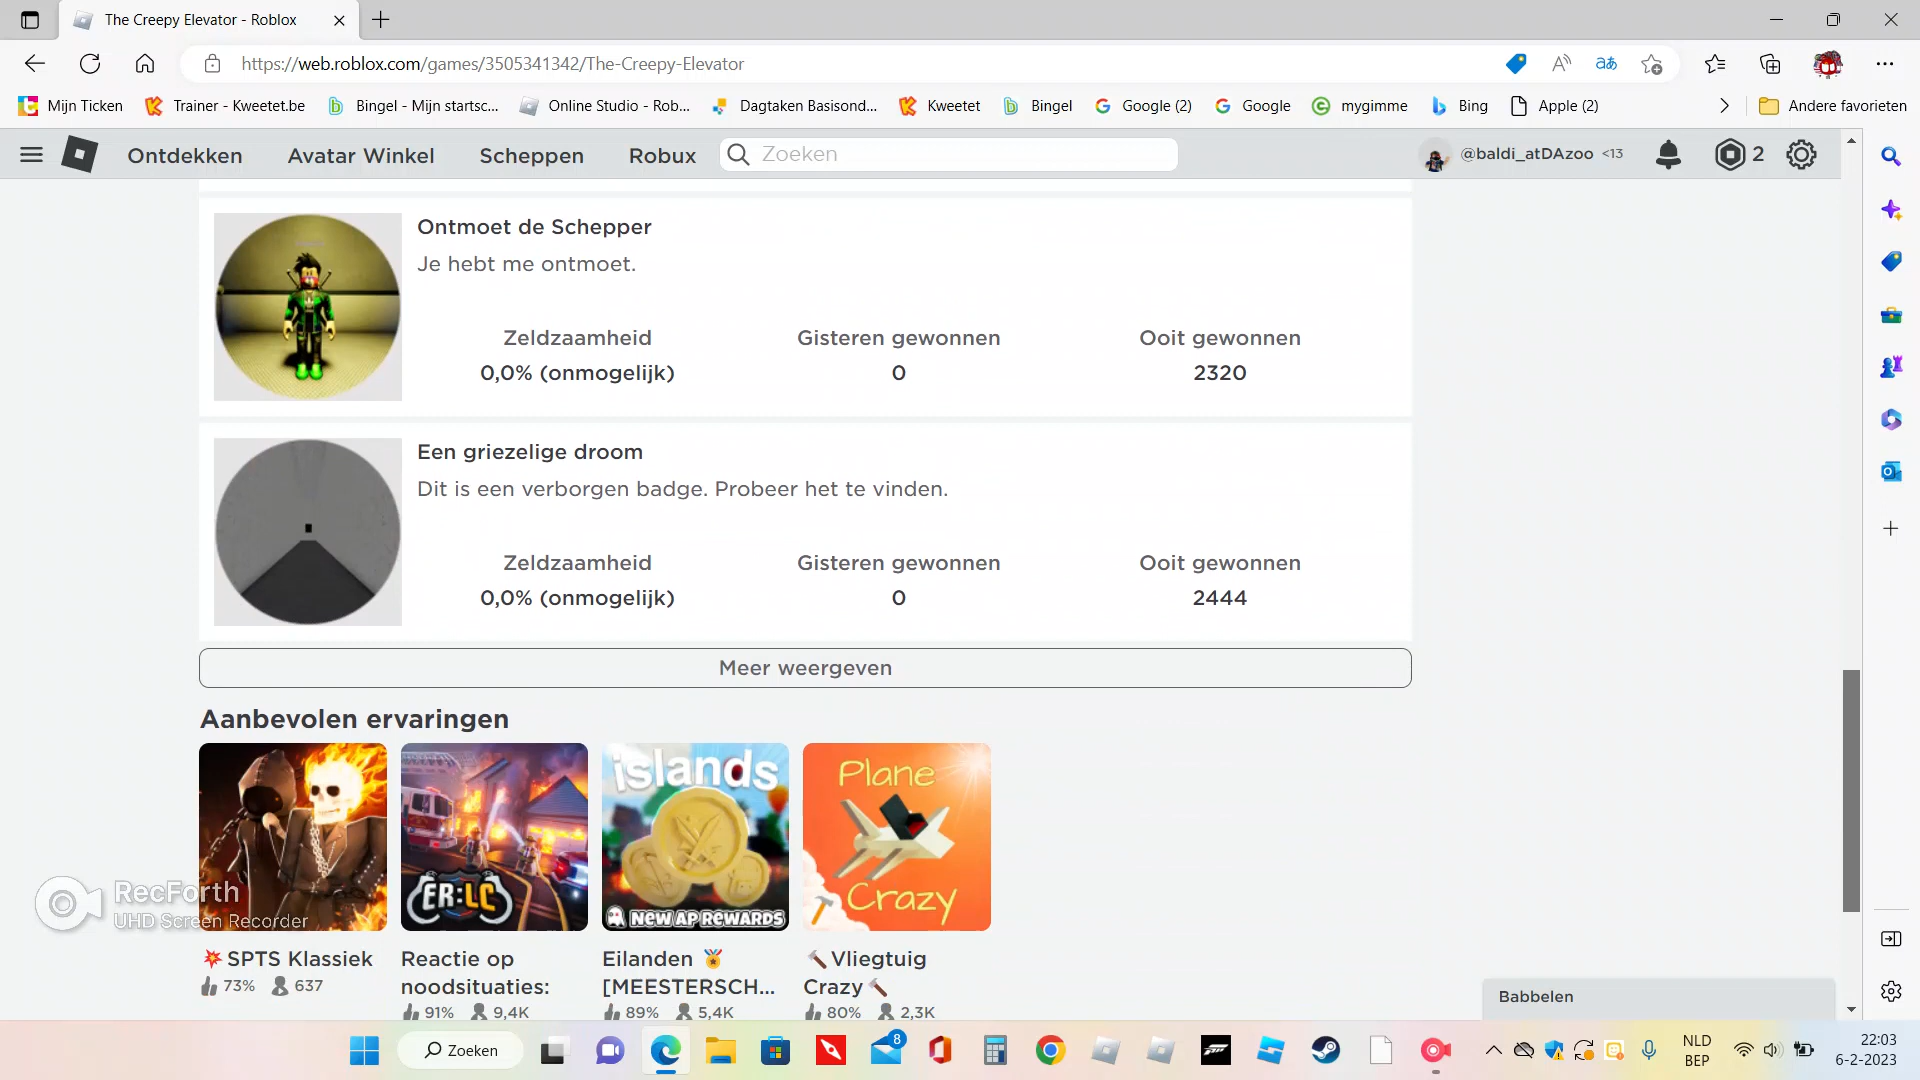 The Creepy Elevator - Roblox
https://web.roblox.com/games/3505341342/The-Creepy-Elevator
Mijn Ticken
Trainer - Kweetet.be
Bingel - Mijn startsc...
Online Studio - Rob...
Dagtaken Basisond...
Kweetet
Bingel
Google (2)
Google
mygimme
Bing
Apple (2)
Andere favorieten
Ontdekken
Avatar Winkel
Scheppen
Robux
Zoeken
@baldi_atDAzoo <13
2
Ontmoet de Schepper
Je hebt me ontmoet.
Zeldzaamheid
Gisteren gewonnen
Ooit gewonnen
0,0% (onmogelijk)
0
2320
Een griezelige droom
Dit is een verborgen badge. Probeer het te vinden.
Zeldzaamheid
Gisteren gewonnen
Ooit gewonnen
0,0% (onmogelijk)
0
2444
Meer weergeven
Aanbevolen ervaringen
ER:LC
islands
NEW AP REWARDS
Plane
Crazy
RecForth
UHD Screen Recorder
SPTS Klassiek
73%
637
Reactie op
noodsituaties:
91%
9,4K
Eilanden
[MEESTERSCH...
89%
5,4K
Vliegtuig
Crazy
80%
2,3K
Babbelen
Zoeken
8
NLD
BEP
22:03
6-2-2023